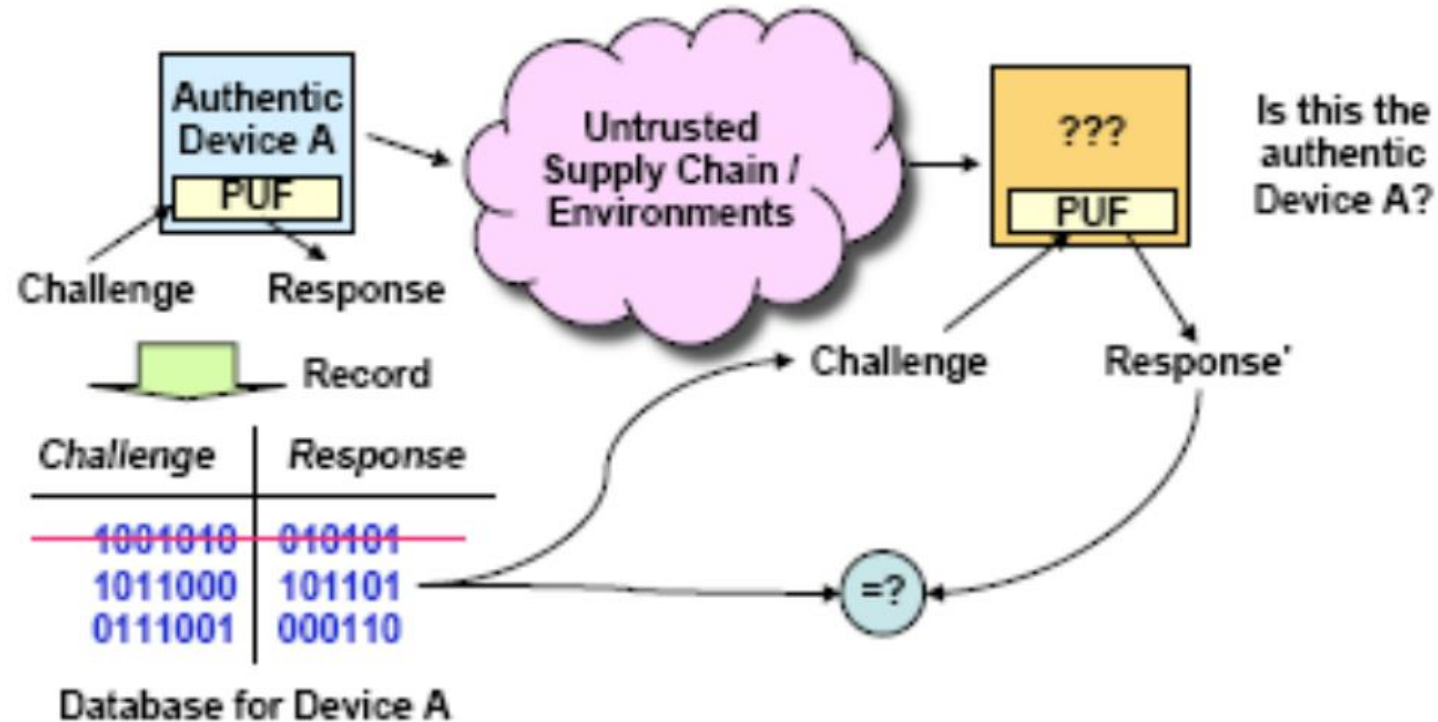 Authentic
Device A
PUF
Challenge
Response
Untrusted
Supply Chain /
Environments
???
PUF
Is this the
authentic
Device A?
Challenge
Response'
Record
Challenge Response
1001010 010101
1011000 101101
0111001 000110
=?
Database for Device A